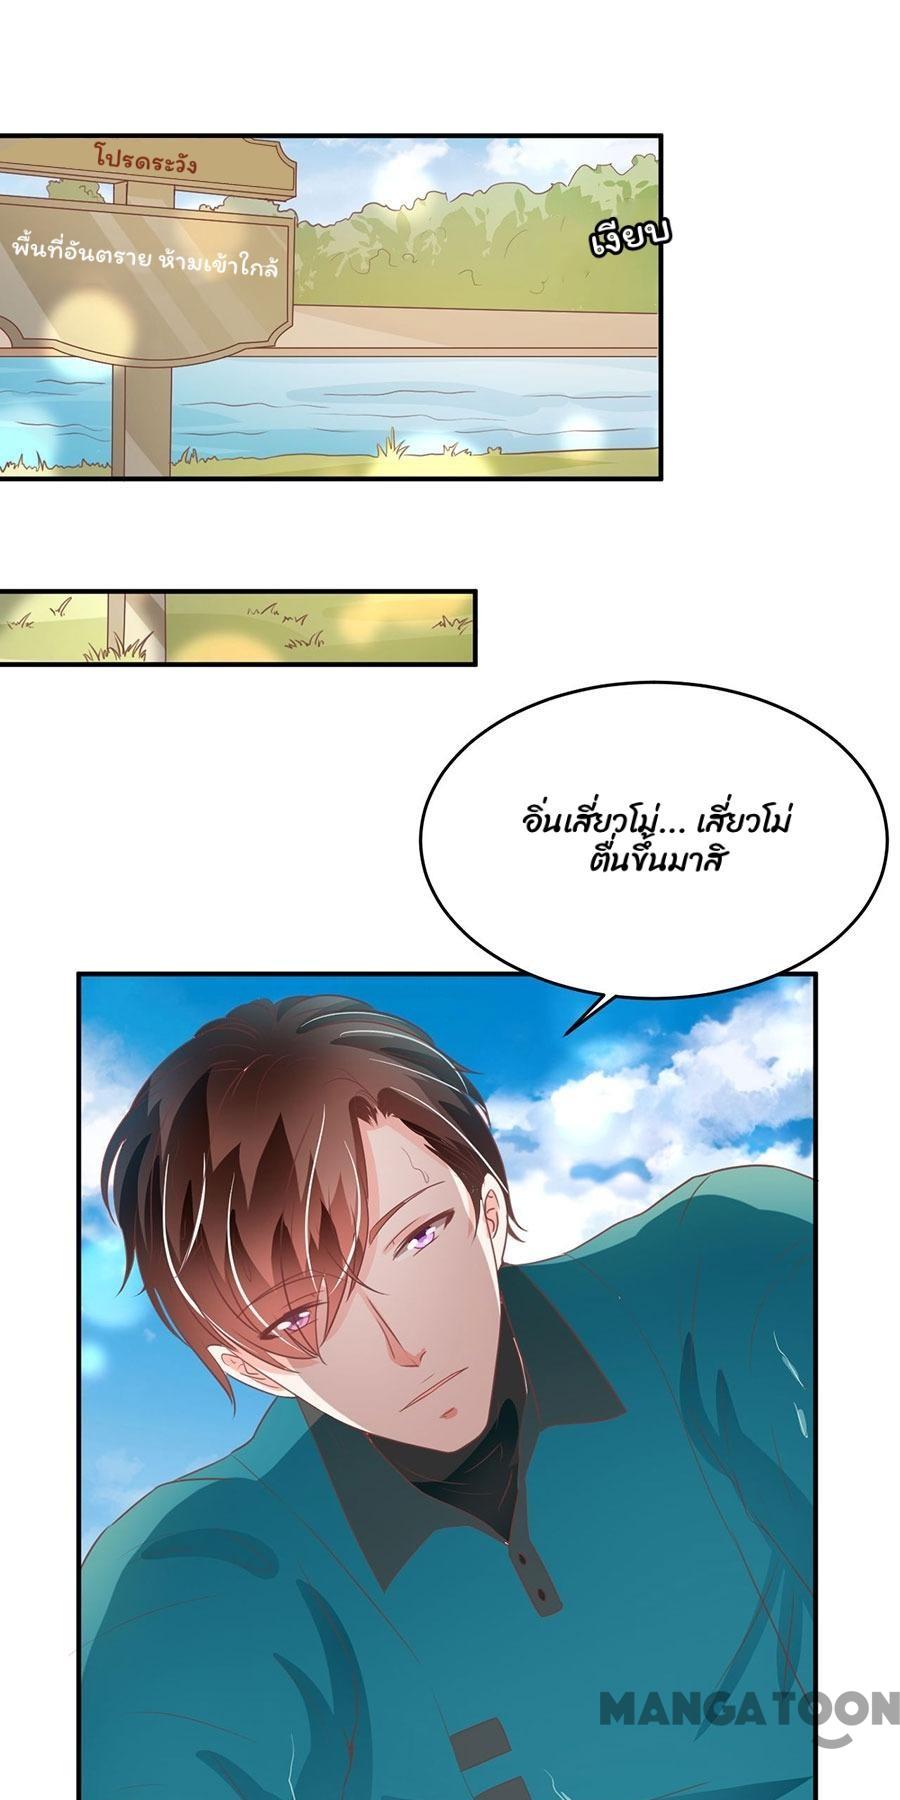 โปรดระวัง
พื้นที่อันตราย ห้ามเข้าใกล้
เงียบ
อิ่นเสี่ยวโม่... เสี่ยวโม่
ตื่นขึ้นมาสิ
MANGATOON